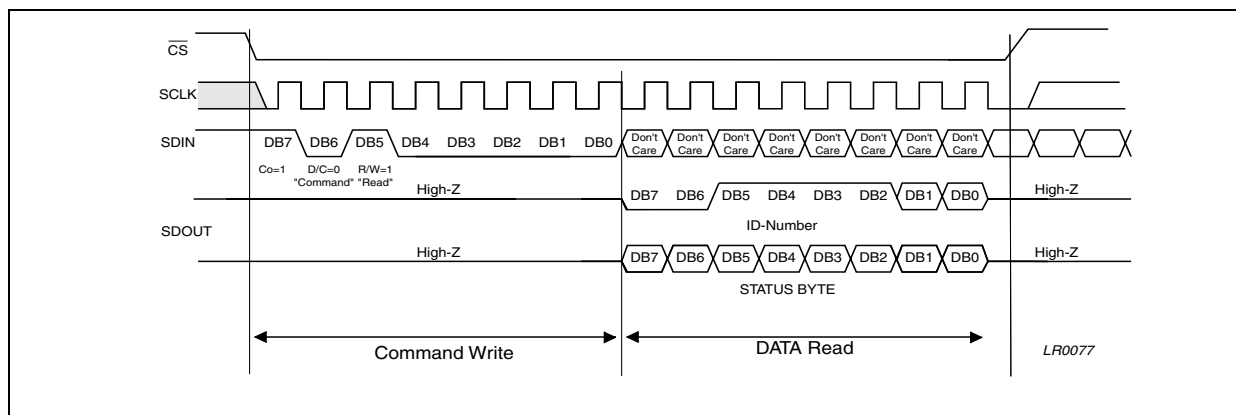 CS
SCLK
SDIN DB7 DB6 DB5 DB4 DB3 DB2 DB1 DB0 Don't Care Don't Care Don't Care Don't Care Don't Care Don't Care Don't Care Don't Care
Co=1 D/C=0 R/W=1
"Command" "Read"
High-Z DB7 DB6 DB5 DB4 DB3 DB2 DB1 DB0 High-Z
ID-Number
SDOUT
High-Z DB7 DB6 DB5 DB4 DB3 DB2 DB1 DB0 High-Z
STATUS BYTE
Command Write DATA Read LR0077